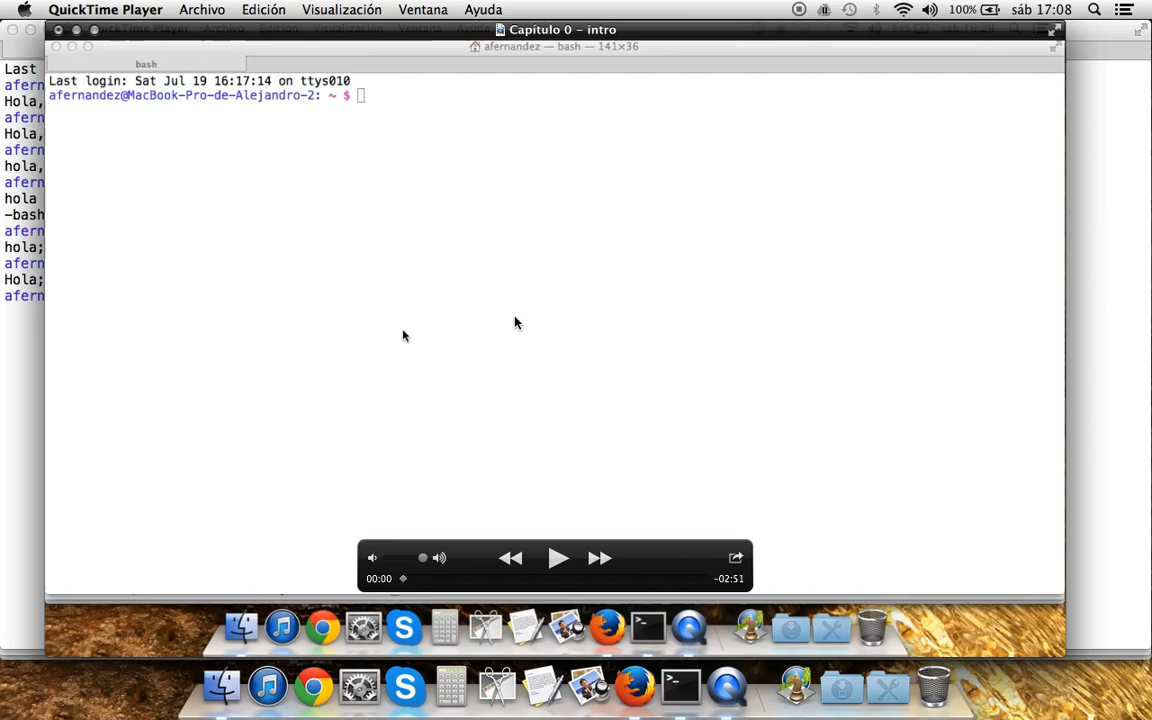 QuickTime Player Archivo Edición Visualización Ventana Ayuda 100% sáb 17:08
Capítulo 0 - intro
afernandez — bash — 141×36
bash
Last login: Sat Jul 19 16:17:14 on ttys010
afernandez@MacBook-Pro-de-Alejandro-2: ~ $
Last
afern
Hola,
afern
Hola,
afern
hola,
afern
hola
-bash
afern
hola;
afern
Hola;
afern
00:00
-02:51